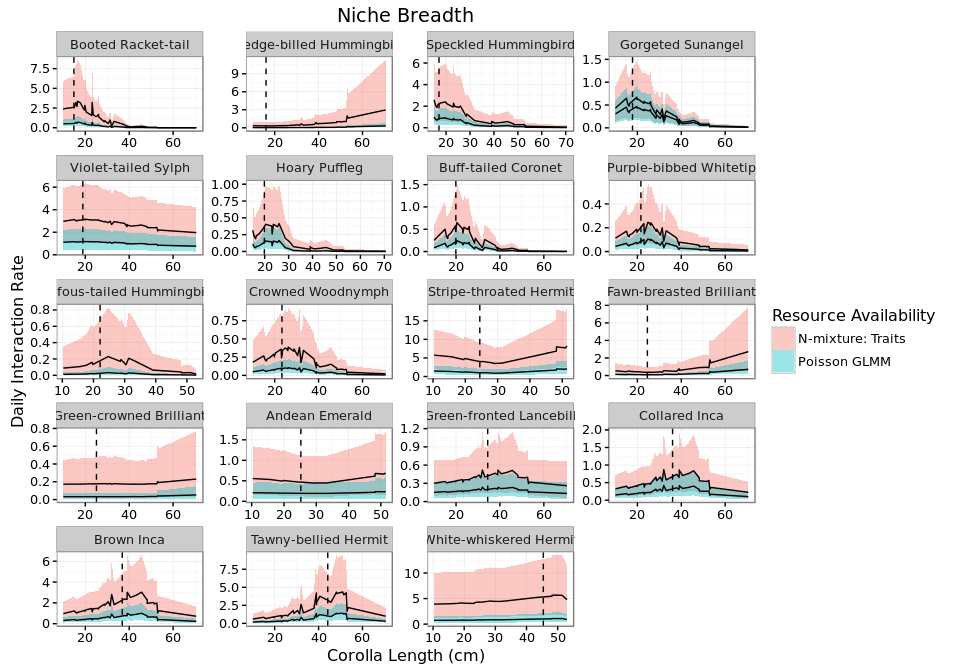 Niche Breadth
Booted Racket-tail
edge-billed Hummingbi
Speckled Hummingbird
Gorgeted Sunangel
7.5
5.0
2.5
0.0
20 40 60
9
6
3
0
20 40 60
6
4
2
0
20 30 40 50 60 70
1.5
1.0
0.5
0.0
20 40 60
Violet-tailed Sylph
Hoary Puffleg
Buff-tailed Coronet
Purple-bibbed Whitetip
6
4
2
0
20 40 60
1.00
0.75
0.50
0.25
0.00
20 30 40 50 60 70
1.5
1.0
0.5
0.0
20 40 60
0.4
0.2
0.0
20 40 60
fous-tailed Hummingbi
Crowned Woodnymph
Stripe-throated Hermit
Fawn-breasted Brilliant
0.8
0.6
0.4
0.2
0.0
10 20 30 40 50
0.75
0.50
0.25
0.00
20 40 60
15
10
5
0
10 20 30 40 50
8
6
4
2
0
20 40 60
Green-crowned Brilliant
Andean Emerald
Green-fronted Lancebill
Collared Inca
0.8
0.6
0.4
0.2
0.0
20 40 60
1.5
1.0
0.5
0.0
10 20 30 40 50
1.2
0.9
0.6
0.3
0.0
20 40 60
2.0
1.5
1.0
0.5
0.0
20 40 60
Brown Inca
Tawny-bellied Hermit
White-whiskered Hermit
6
4
2
0
20 40 60
7.5
5.0
2.5
0.0
20 40 60
10
5
0
10 20 30 40 50
Daily Interaction Rate
Corolla Length (cm)
Resource Availability
N-mixture: Traits
Poisson GLMM